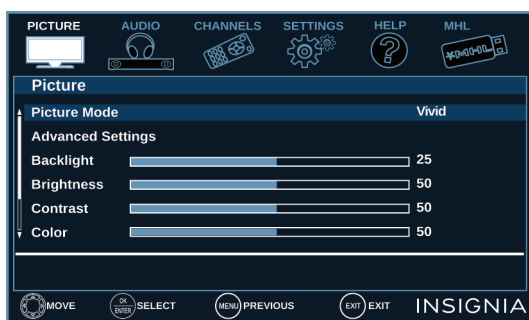 PICTURE AUDIO CHANNELS SETTINGS HELP MHL
?
MHL
Picture
Picture Mode Vivid
Advanced Settings
Backlight 25
Brightness 50
Contrast 50
Color 50
MOVE OK ENTER SELECT MENU PREVIOUS EXIT EXIT INSIGNIA